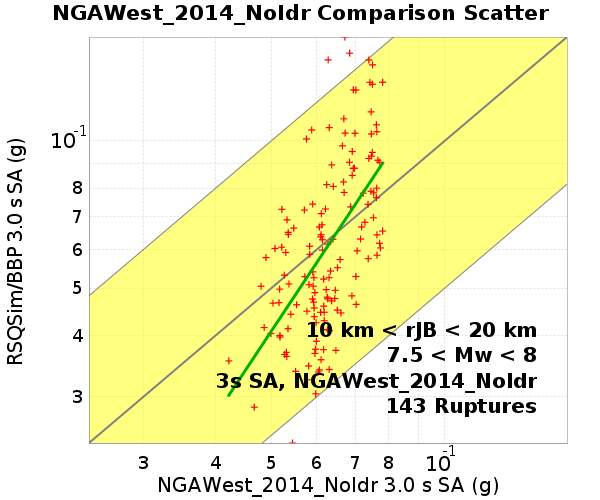 NGAWest_2014_NoIdr Comparison Scatter
RSQSim/BBP 3.0 s SA (g)
10-1
8
7
6
5
4
3
10 km < rJB < 20 km
7.5 < Mw < 8
3s SA, NGAWest_2014_NoIdr
143 Ruptures
3 4 5 6 7 8 10-1
NGAWest_2014_NoIdr 3.0 s SA (g)